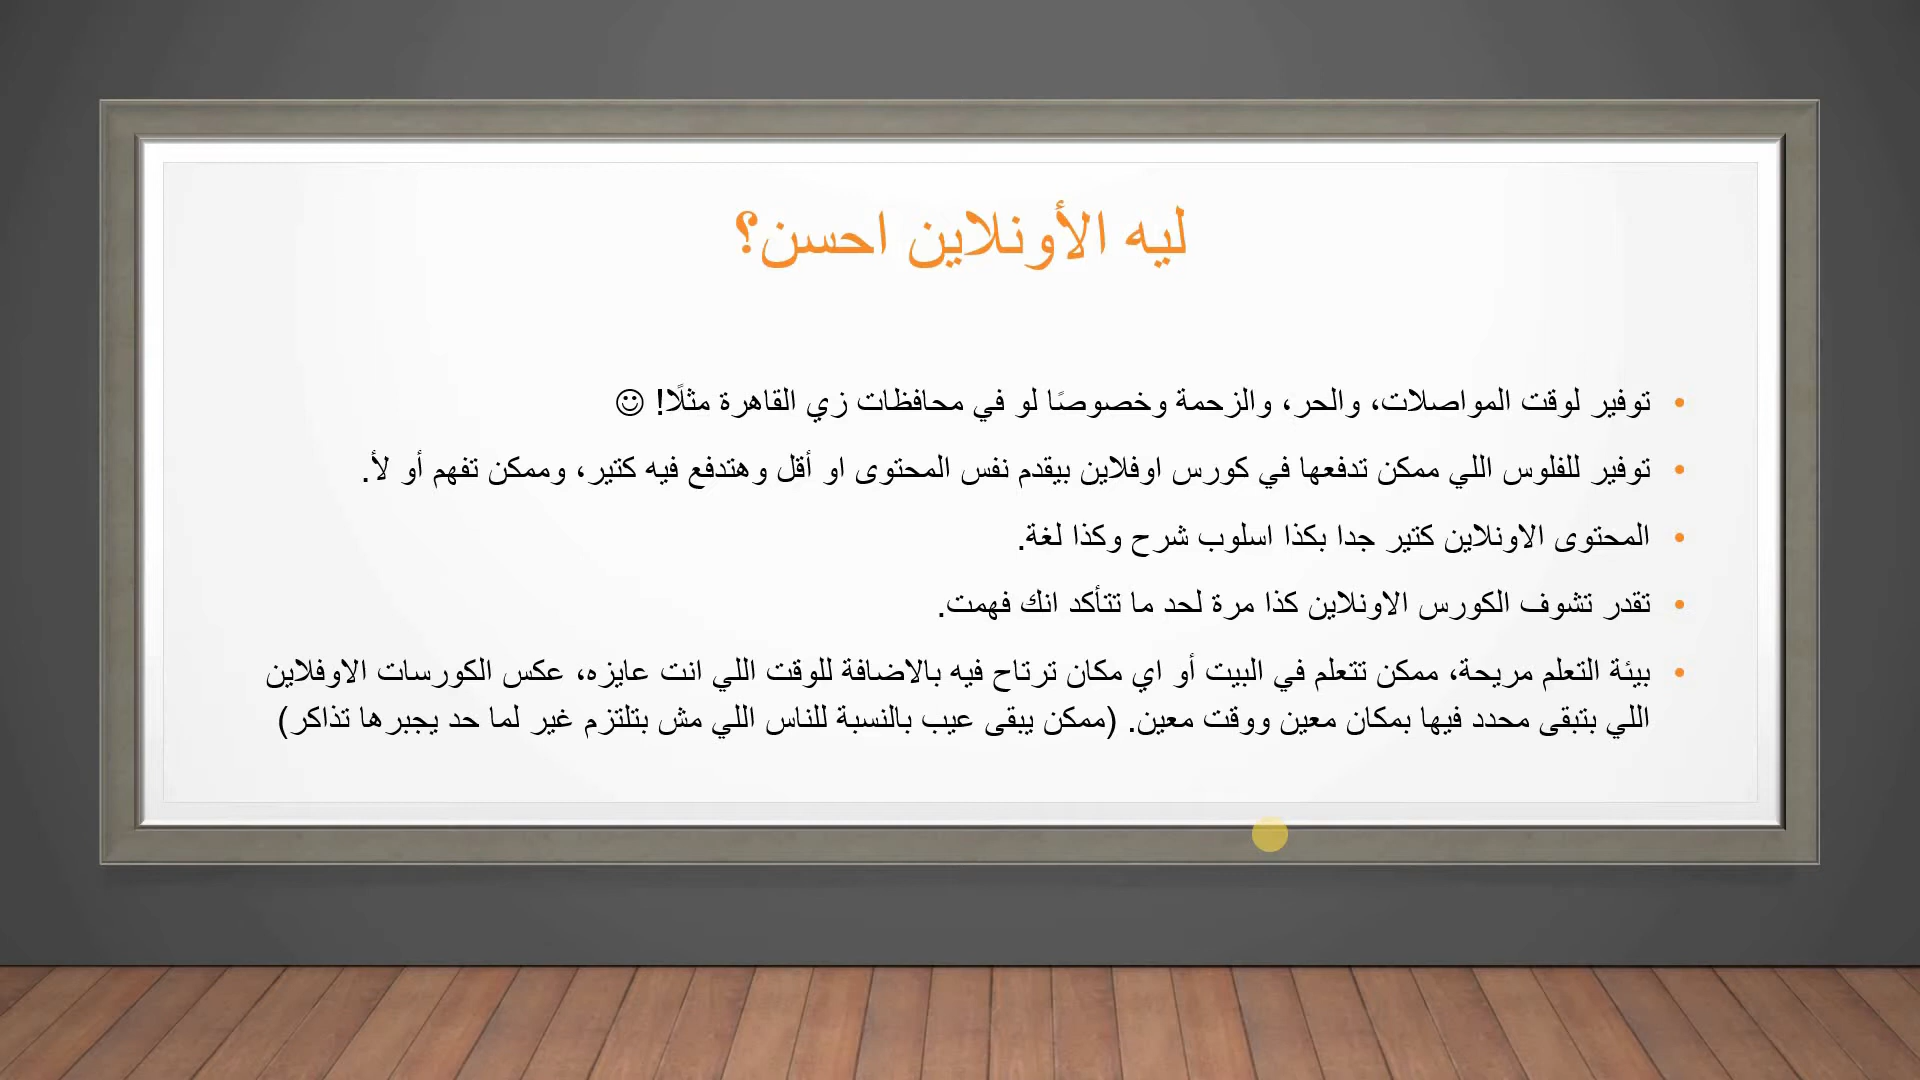 ليه الأونلاين احسن؟
• توفير لوقت المواصلات، والحر، والزحمة وخصوصًا لو في محافظات زي القاهرة مثلًا! ☺
• توفير للفلوس اللي ممكن تدفعها في كورس اوفلاين بيقدم نفس المحتوى او أقل وهتدفع فيه كتير، وممكن تفهم أو لأ.
• المحتوى الاونلاين كتير جدا بكذا اسلوب شرح وكذا لغة.
• تقدر تشوف الكورس الاونلاين كذا مرة لحد ما تتأكد انك فهمت.
• بيئة التعلم مريحة، ممكن تتعلم في البيت أو اي مكان ترتاح فيه بالاضافة للوقت اللي انت عايزه، عكس الكورسات الاوفلاين
اللي بتبقى محدد فيها بمكان معين ووقت معين. (ممكن يبقى عيب بالنسبة للناس اللي مش بتلتزم غير لما حد يجبرها تذاكر)